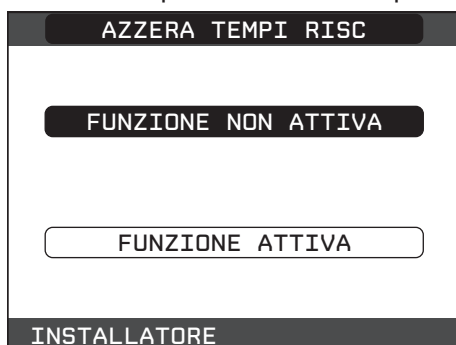 AZZERA TEMPI RISC
FUNZIONE NON ATTIVA
FUNZIONE ATTIVA
INSTALLATORE